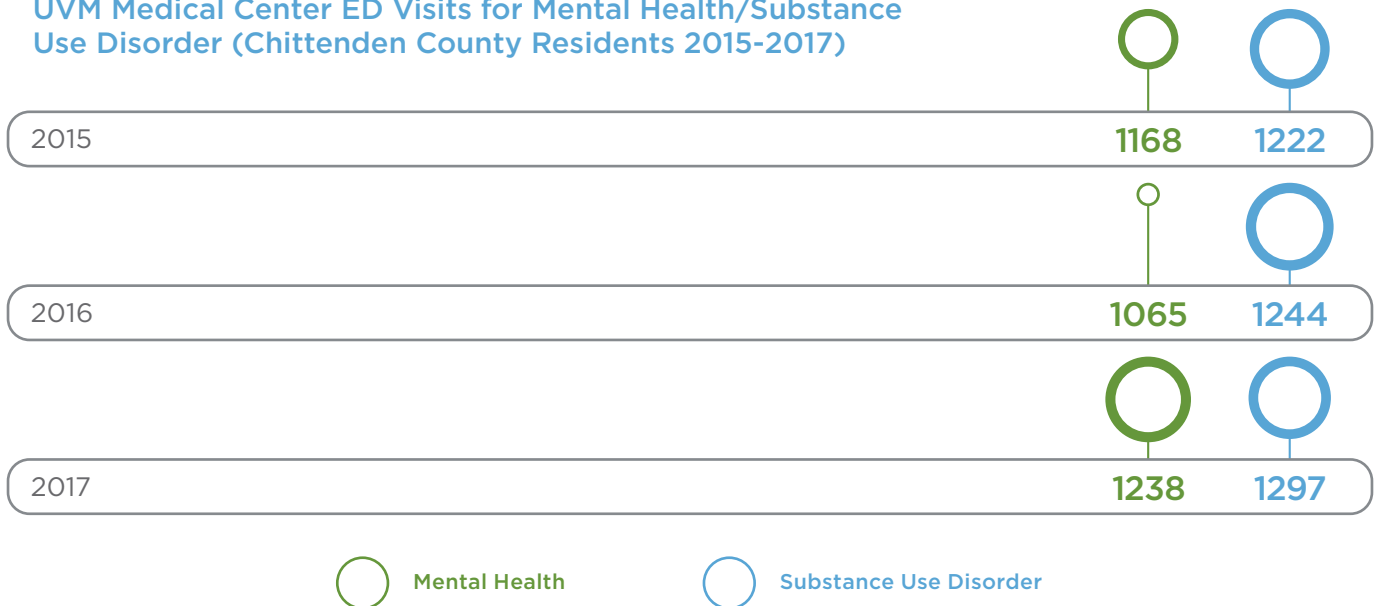 UVM Medical Center ED Visits for Mental Health/Substance
Use Disorder (Chittenden County Residents 2015-2017)
2015 1168 1222
2016 1065 1244
2017 1238 1297
Mental Health Substance Use Disorder